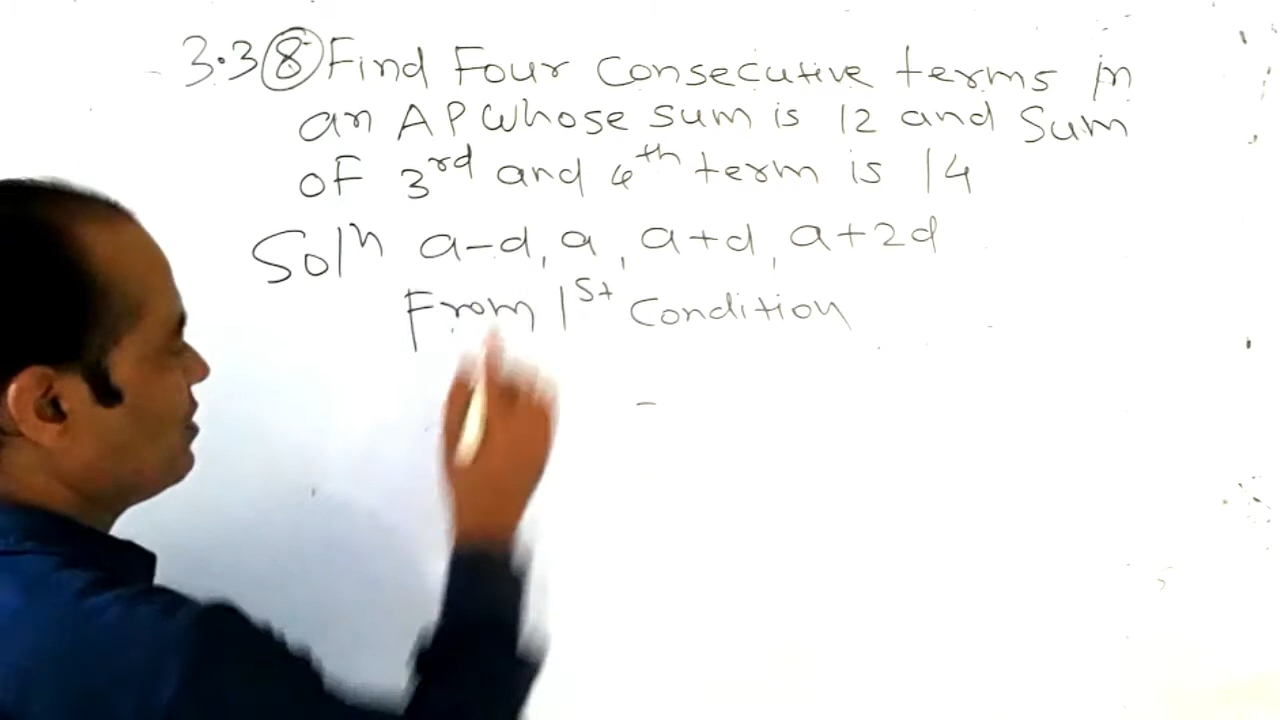 3.3 8 Find Four Consecutive terms in
an AP Whose sum is 12 and Sum
of 3rd and 4th term is 14
Solⁿ a-d, a, a+d, a+2d
From 1st Condition